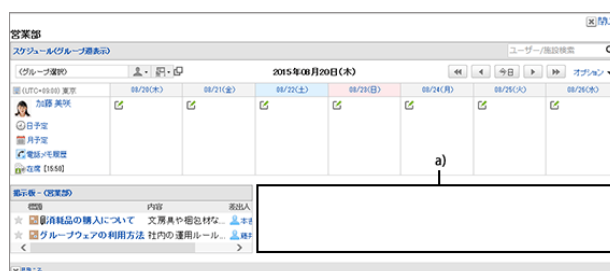 閉じ
営業部
スケジュール(グループ週表示)
ユーザー/施設検索
(グループ選択)
2015年08月20日(木)
今日
オプション
(UTC+09:00) 東京
08/20(木)
08/21(金)
08/22(土)
08/23(日)
08/24(月)
08/25(火)
08/26(水)
加藤 美咲
日予定
月予定
電話メモ履歴
在席 [15:50]
a)
掲示板 - (営業部)
内容
差出人
消耗品の購入について 文房具や梱包材な...
グループウェアの利用方法 社内の運用ルール...